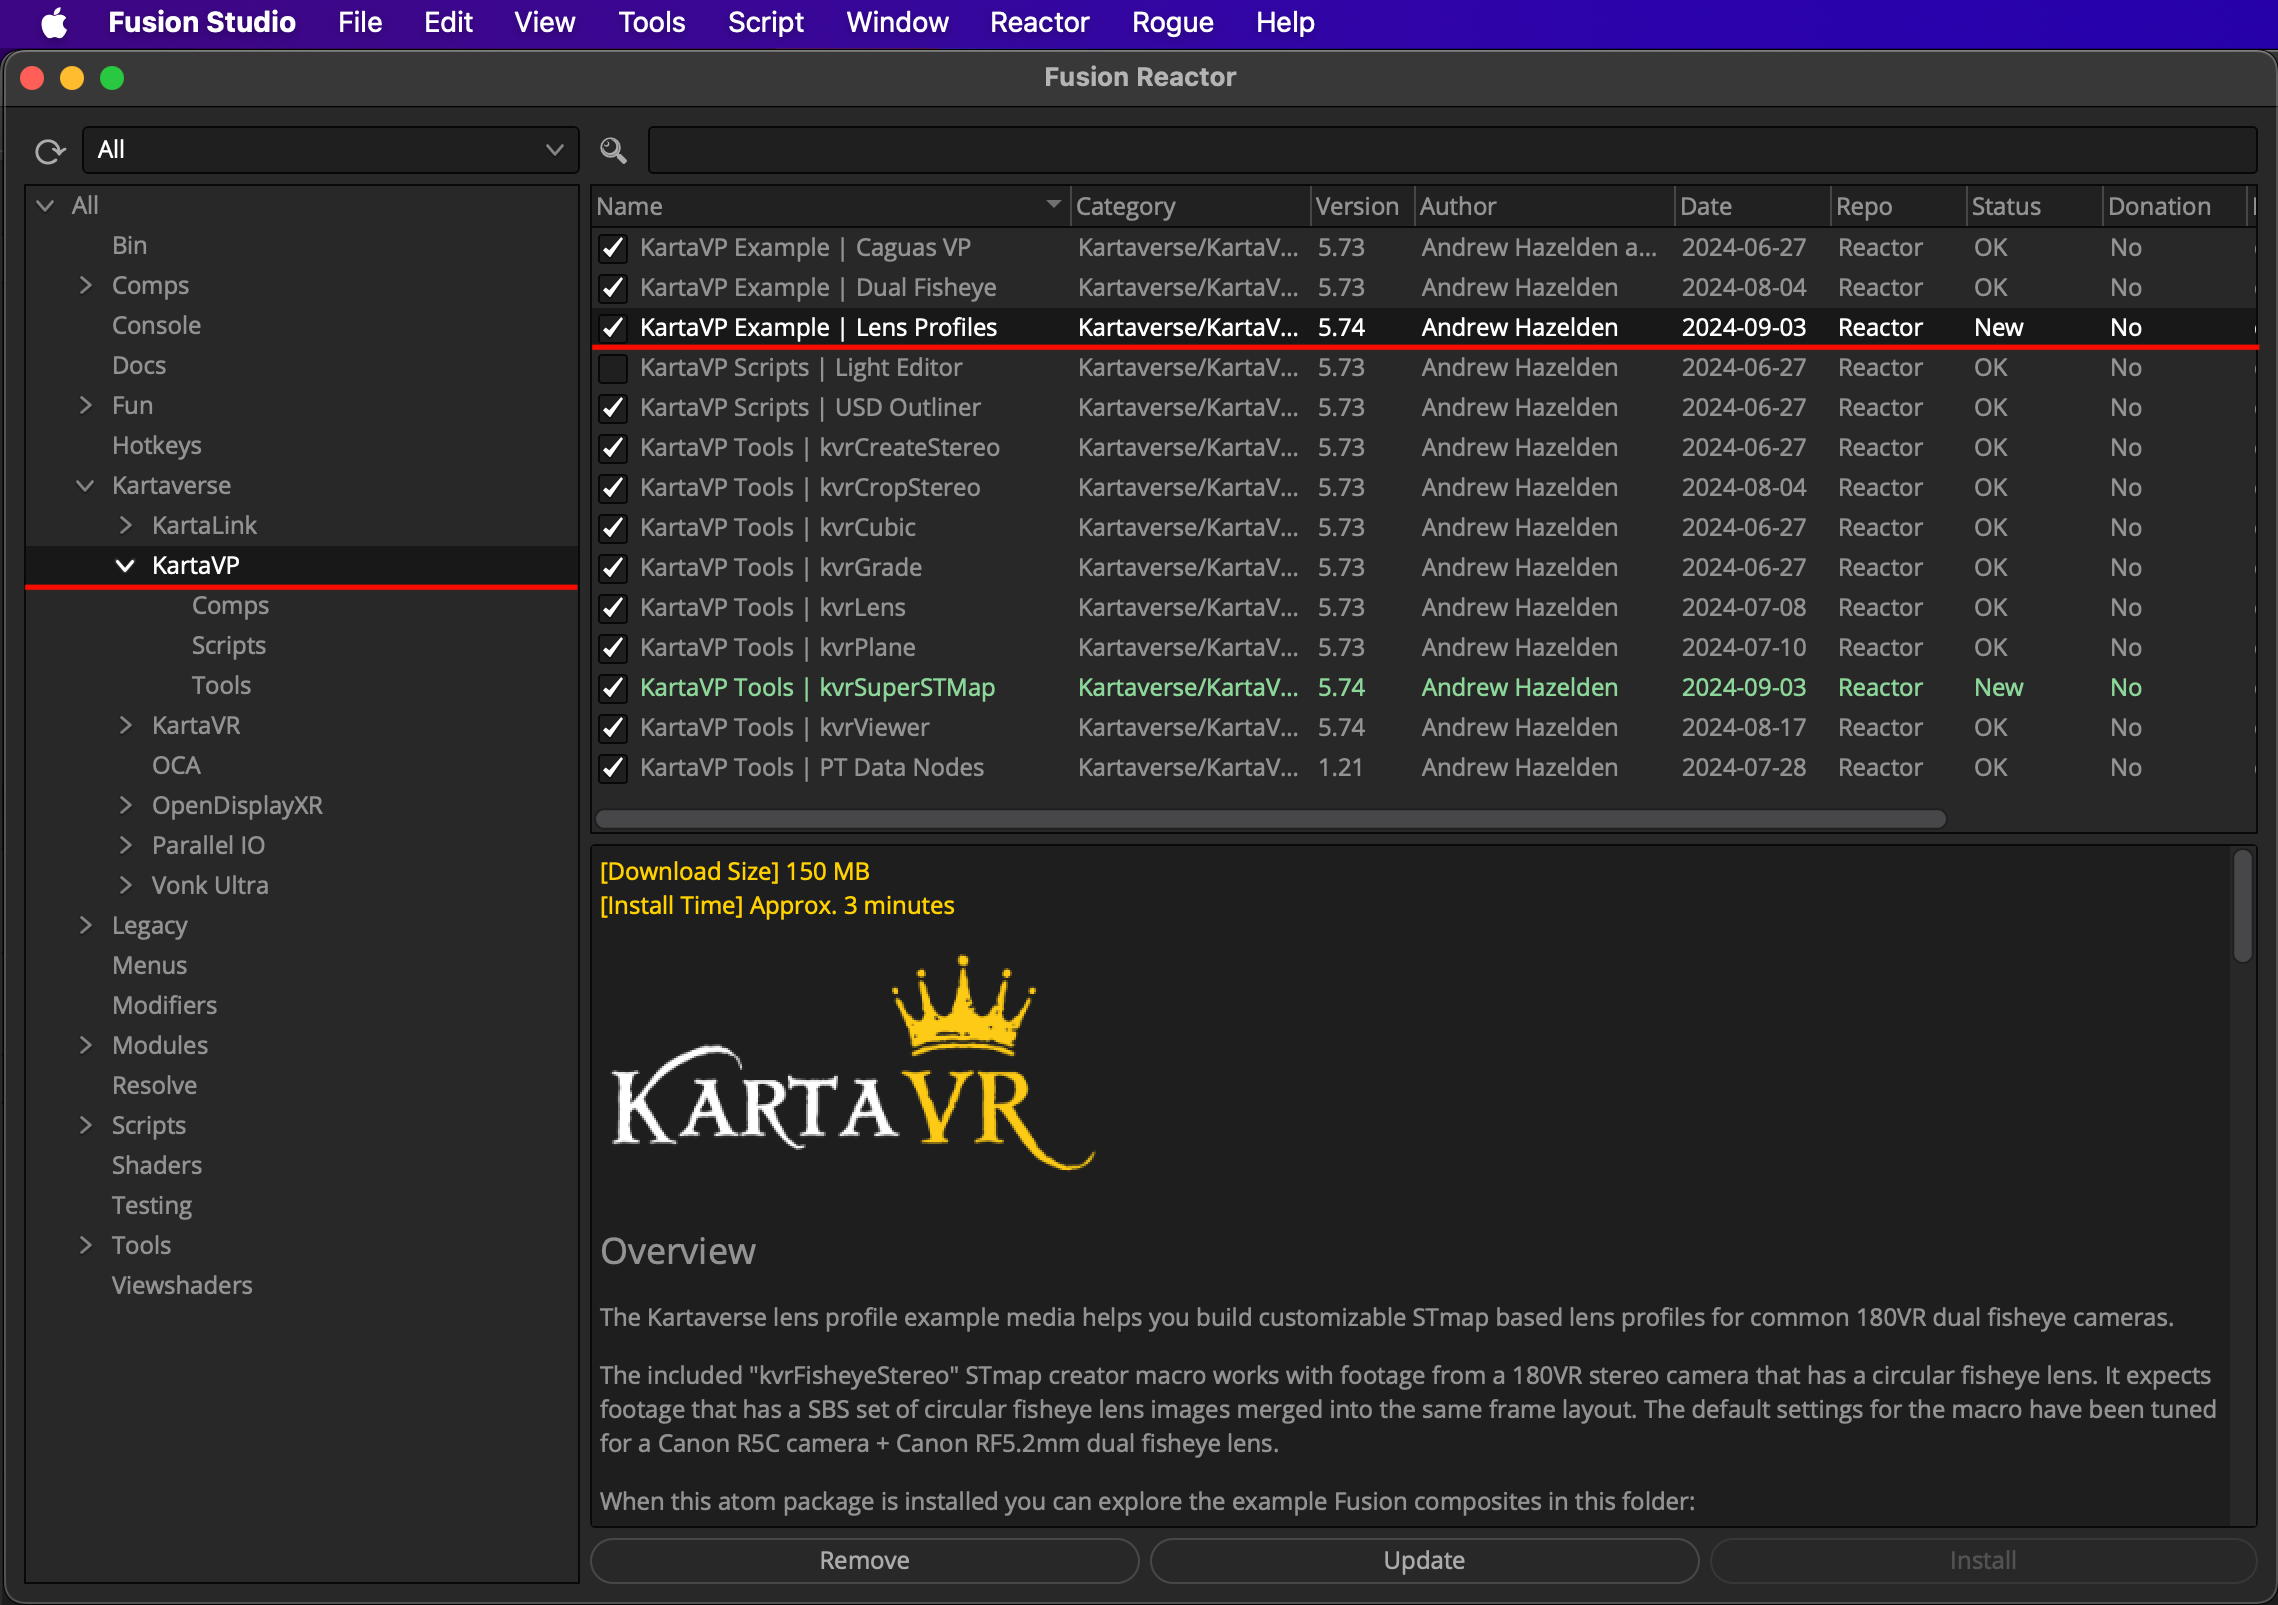 Fusion Studio File Edit View Tools Script Window Reactor Rogue Help
Fusion Reactor
All
All
Bin
Comps
Console
Docs
Fun
Hotkeys
Kartaverse
KartaLink
KartaVP
Comps
Scripts
Tools
KartaVR
OCA
OpenDisplayXR
Parallel IO
Vonk Ultra
Legacy
Menus
Modifiers
Modules
Resolve
Scripts
Shaders
Testing
Tools
Viewshaders
Name Category Version Author Date Repo Status Donation
KartaVP Example | Caguas VP Kartaverse/KartaV... 5.73 Andrew Hazelden a... 2024-06-27 Reactor OK No
KartaVP Example | Dual Fisheye Kartaverse/KartaV... 5.73 Andrew Hazelden 2024-08-04 Reactor OK No
KartaVP Example | Lens Profiles Kartaverse/KartaV... 5.74 Andrew Hazelden 2024-09-03 Reactor New No
KartaVP Scripts | Light Editor Kartaverse/KartaV... 5.73 Andrew Hazelden 2024-06-27 Reactor OK No
KartaVP Scripts | USD Outliner Kartaverse/KartaV... 5.73 Andrew Hazelden 2024-06-27 Reactor OK No
KartaVP Tools | kvrCreateStereo Kartaverse/KartaV... 5.73 Andrew Hazelden 2024-06-27 Reactor OK No
KartaVP Tools | kvrCropStereo Kartaverse/KartaV... 5.73 Andrew Hazelden 2024-08-04 Reactor OK No
KartaVP Tools | kvrCubic Kartaverse/KartaV... 5.73 Andrew Hazelden 2024-06-27 Reactor OK No
KartaVP Tools | kvrGrade Kartaverse/KartaV... 5.73 Andrew Hazelden 2024-06-27 Reactor OK No
KartaVP Tools | kvrLens Kartaverse/KartaV... 5.73 Andrew Hazelden 2024-07-08 Reactor OK No
KartaVP Tools | kvrPlane Kartaverse/KartaV... 5.73 Andrew Hazelden 2024-07-10 Reactor OK No
KartaVP Tools | kvrSuperSTMap Kartaverse/KartaV... 5.74 Andrew Hazelden 2024-09-03 Reactor New No
KartaVP Tools | kvrViewer Kartaverse/KartaV... 5.74 Andrew Hazelden 2024-08-17 Reactor OK No
KartaVP Tools | PT Data Nodes Kartaverse/KartaV... 1.21 Andrew Hazelden 2024-07-28 Reactor OK No
[Download Size] 150 MB
[Install Time] Approx. 3 minutes
KARTAVR
Overview
The Kartaverse lens profile example media helps you build customizable STmap based lens profiles for common 180VR dual fisheye cameras.
The included "kvrFisheyeStereo" STmap creator macro works with footage from a 180VR stereo camera that has a circular fisheye lens. It expects
footage that has a SBS set of circular fisheye lens images merged into the same frame layout. The default settings for the macro have been tuned
for a Canon R5C camera + Canon RF5.2mm dual fisheye lens.
When this atom package is installed you can explore the example Fusion composites in this folder:
Remove Update Install